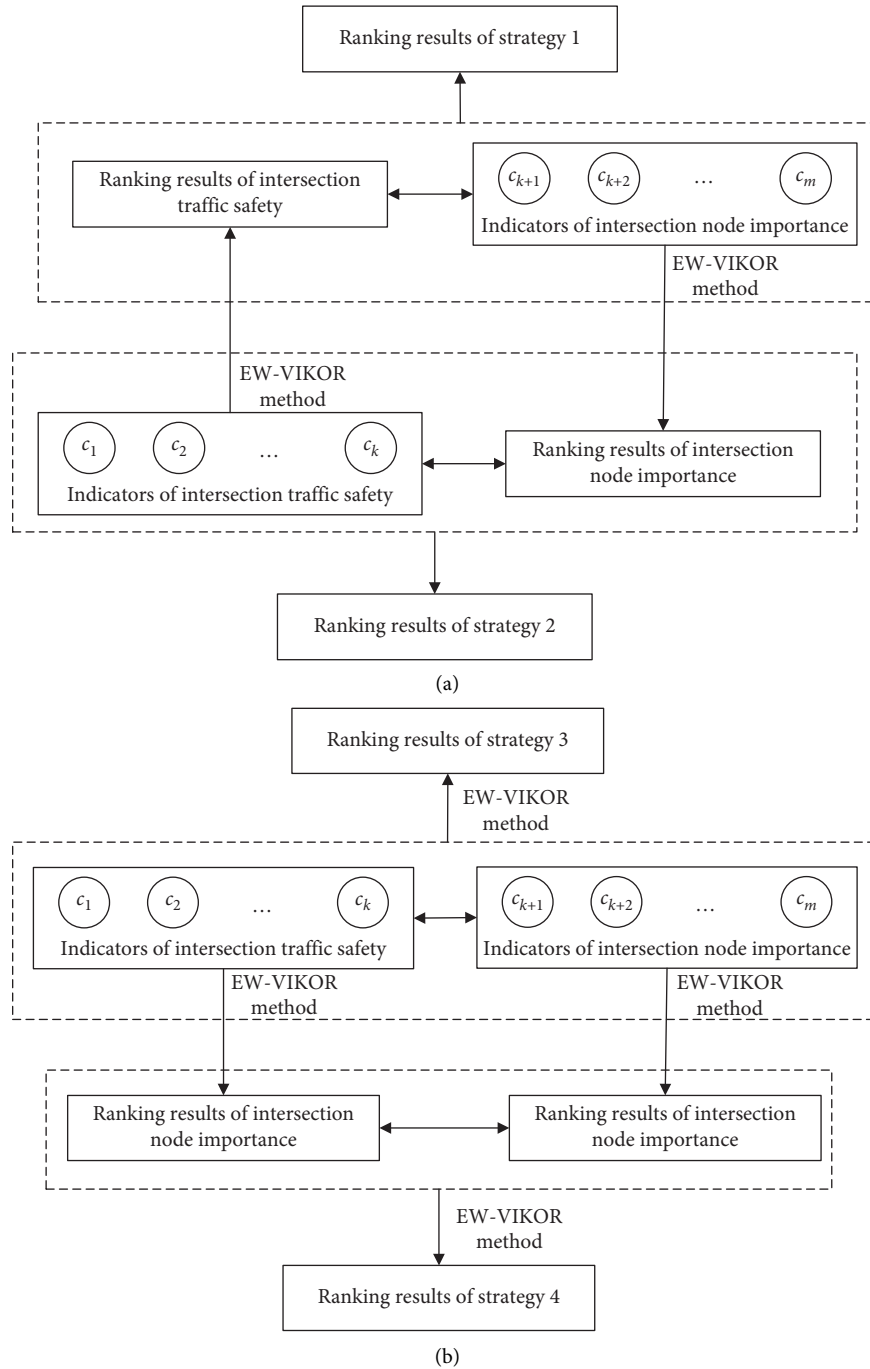 Ranking results of strategy 1
Ranking results of intersection
traffic safety
c_{k+1} c_{k+2} … c_m
Indicators of intersection node importance
EW-VIKOR
method
EW-VIKOR
method
c_1 c_2 … c_k
Indicators of intersection traffic safety
Ranking results of intersection
node importance
Ranking results of strategy 2
(a)
Ranking results of strategy 3
EW-VIKOR
method
c_1 c_2 … c_k
Indicators of intersection traffic safety
c_{k+1} c_{k+2} … c_m
Indicators of intersection node importance
EW-VIKOR
method
EW-VIKOR
method
Ranking results of intersection
node importance
Ranking results of intersection
node importance
EW-VIKOR
method
Ranking results of strategy 4
(b)